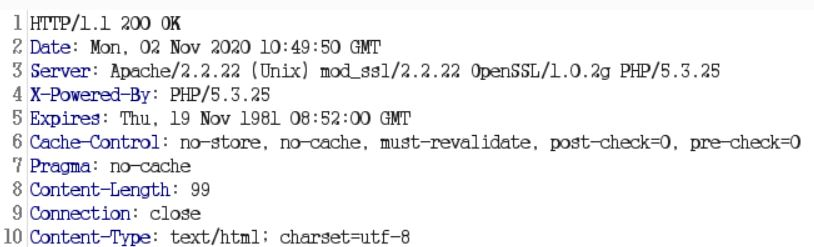 1 HTTP/1.1 200 OK
2 Date: Mon, 02 Nov 2020 10:49:50 GMT
3 Server: Apache/2.2.22 (Unix) mod_ssl/2.2.22 OpenSSL/1.0.2g PHP/5.3.25
4 X-Powered-By: PHP/5.3.25
5 Expires: Thu, 19 Nov 1981 08:52:00 GMT
6 Cache-Control: no-store, no-cache, must-revalidate, post-check=0, pre-check=0
7 Pragma: no-cache
8 Content-Length: 99
9 Connection: close
10 Content-Type: text/html; charset=utf-8